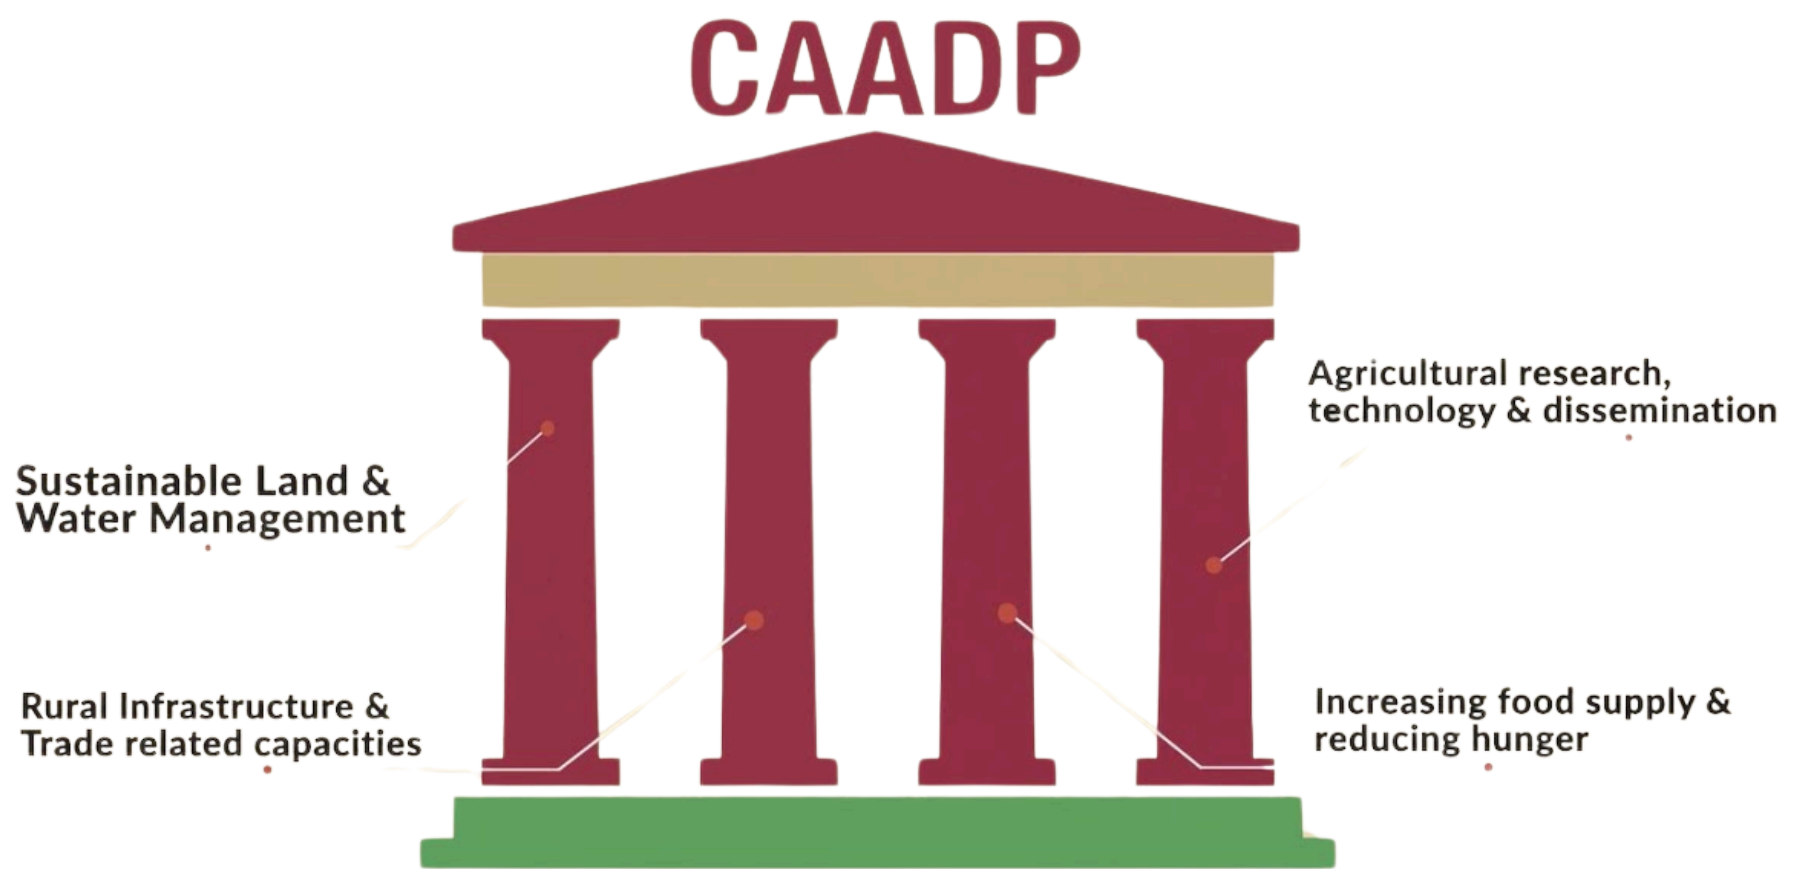 CAADP
Sustainable Land &
Water Management
Rural Infrastructure &
Trade related capacities
Agricultural research,
technology & dissemination
Increasing food supply &
reducing hunger